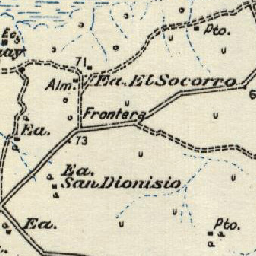 Pto.
71
Alm.
Ea. El Socorro
Frontera
Ea.
73
Ea.
San Dionisio
Ea.
Pto.